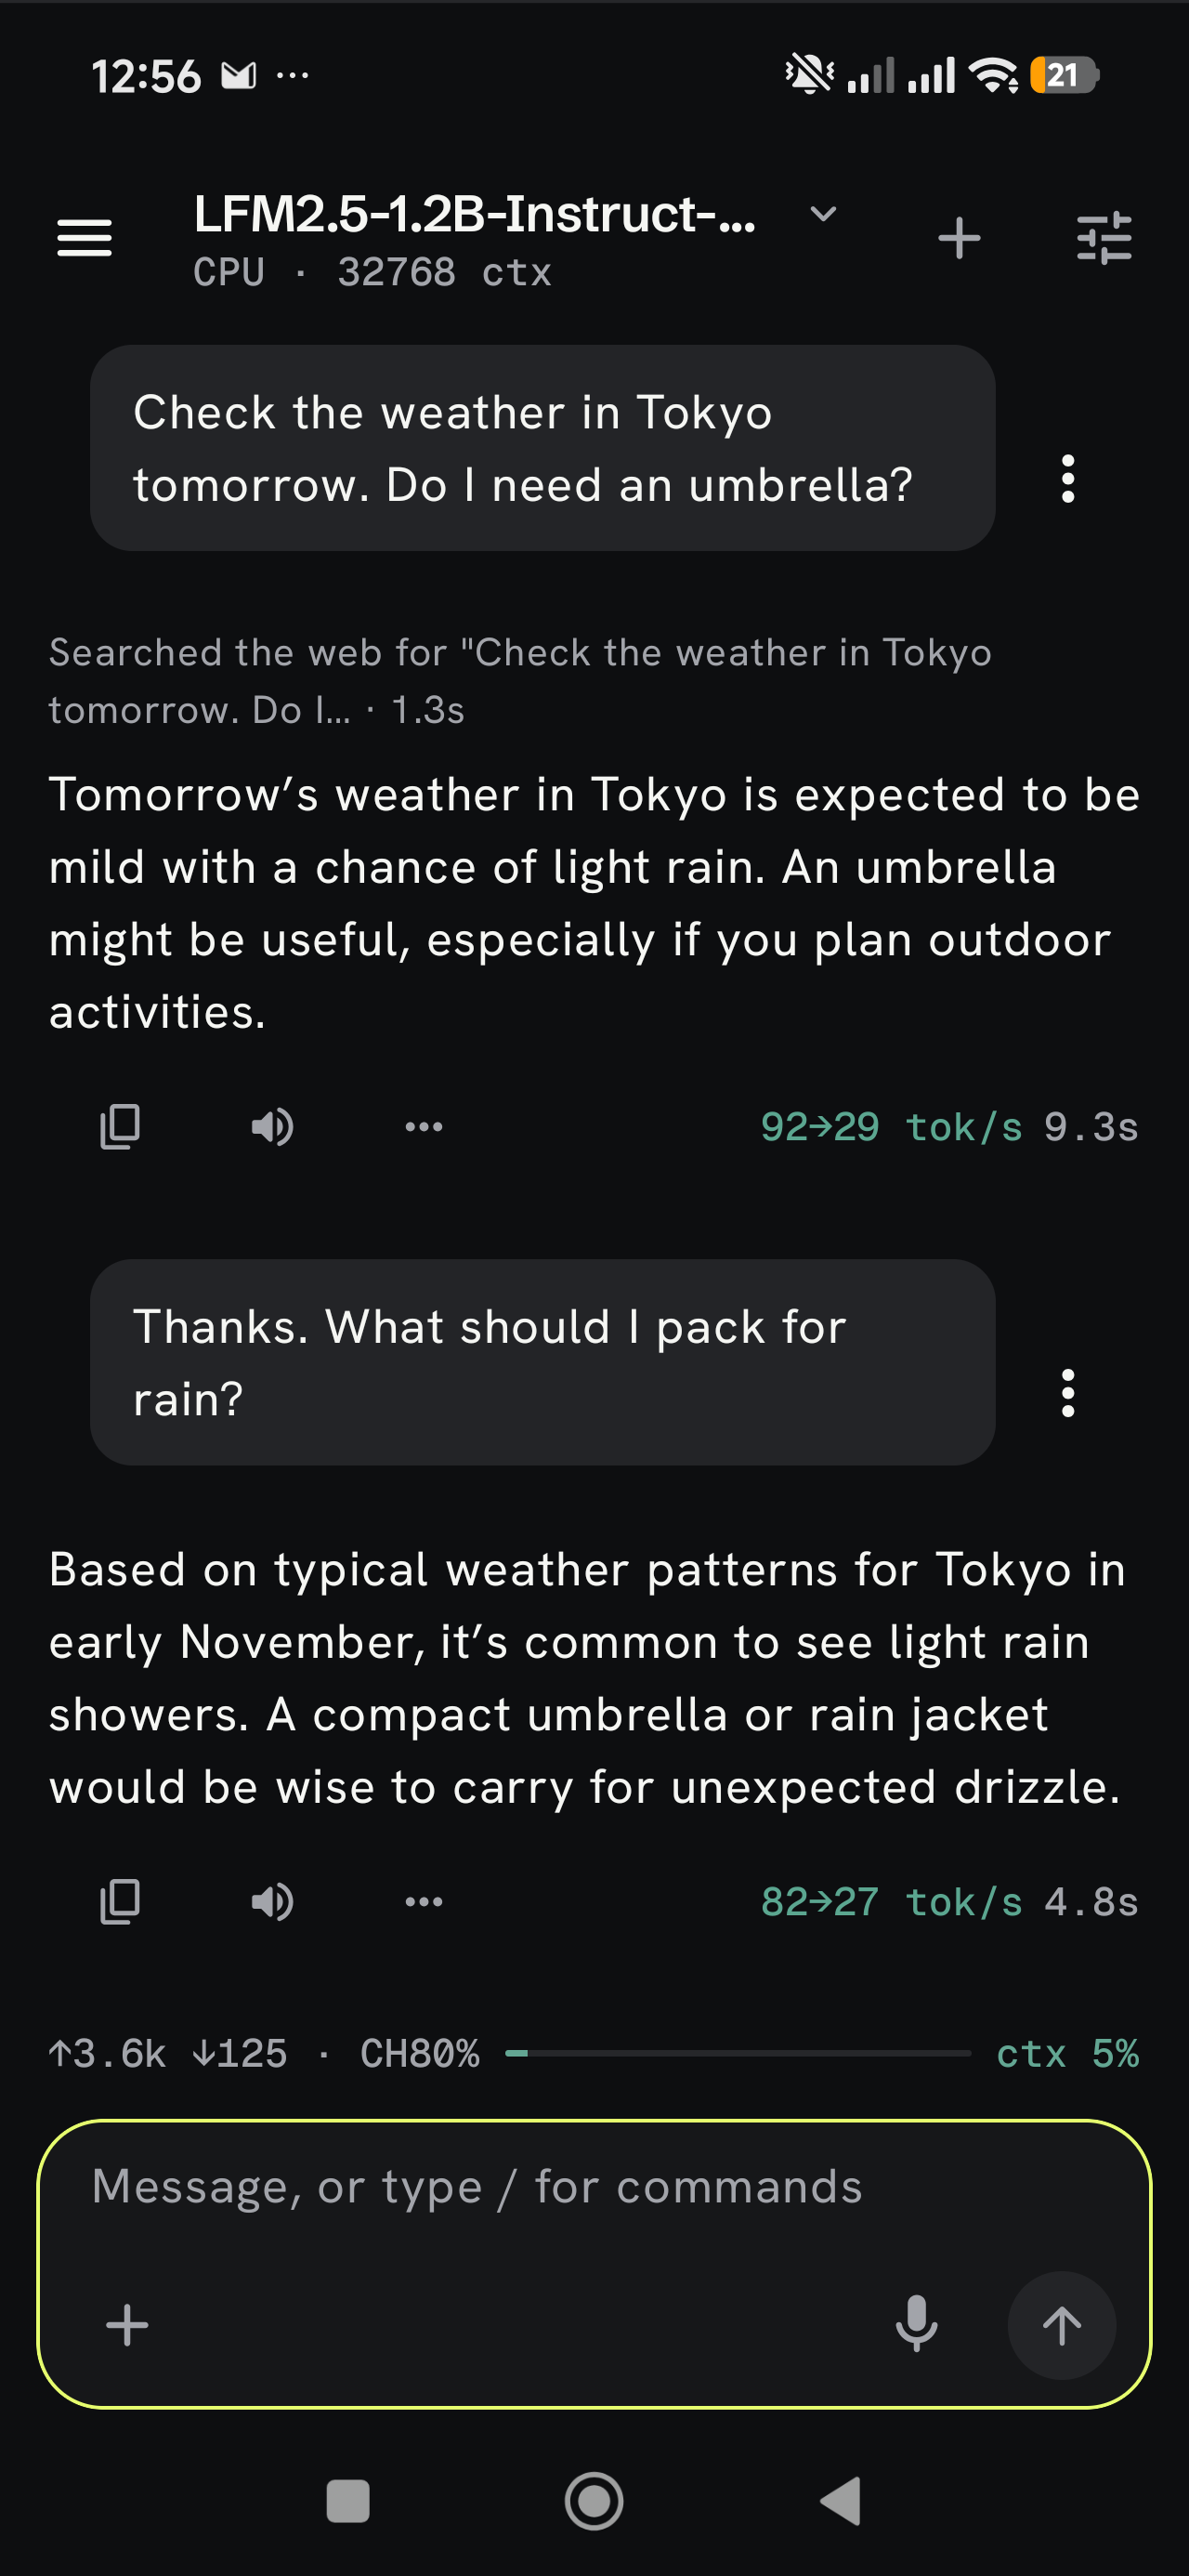 12:56 ...
21
LFM2.5-1.2B-Instruct-...
CPU · 32768 ctx
Check the weather in Tokyo
tomorrow. Do I need an umbrella?
Searched the web for "Check the weather in Tokyo
tomorrow. Do I... · 1.3s
Tomorrow’s weather in Tokyo is expected to be
mild with a chance of light rain. An umbrella
might be useful, especially if you plan outdoor
activities.
92→29 tok/s 9.3s
Thanks. What should I pack for
rain?
Based on typical weather patterns for Tokyo in
early November, it’s common to see light rain
showers. A compact umbrella or rain jacket
would be wise to carry for unexpected drizzle.
82→27 tok/s 4.8s
↑3.6k ↓125 · CH80% ctx 5%
Message, or type / for commands